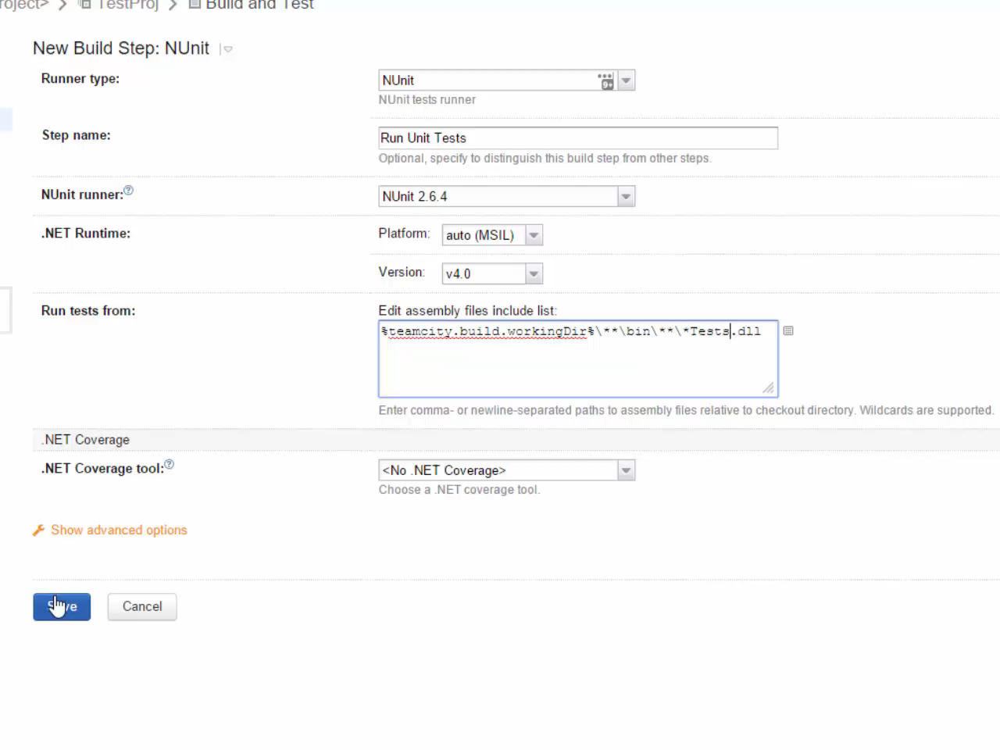 roject> TestProj Build and Test
New Build Step: NUnit
Runner type:
NUnit
NUnit tests runner
Step name:
Run Unit Tests
Optional, specify to distinguish this build step from other steps.
NUnit runner:
NUnit 2.6.4
.NET Runtime:
Platform: auto (MSIL)
Version: v4.0
Run tests from:
Edit assembly files include list:
%teamcity.build.workingDir%\**\bin\**\*Tests.dll
Enter comma- or newline-separated paths to assembly files relative to checkout directory. Wildcards are supported.
.NET Coverage
.NET Coverage tool:
<No .NET Coverage>
Choose a .NET coverage tool.
Show advanced options
Save Cancel